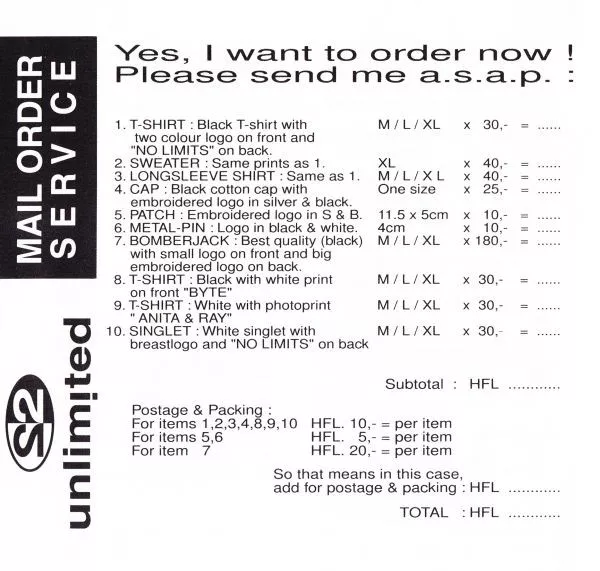 MAIL ORDER
SERVICE
Yes, I want to order now !
Please send me a.s.a.p. :
1. T-SHIRT : Black T-shirt with M / L / XL x 30,- = ......
two colour logo on front and
"NO LIMITS" on back.
2. SWEATER : Same prints as 1. XL x 40,- = ......
3. LONGSLEEVE SHIRT : Same as 1. M / L / X L x 40,- = ......
4. CAP : Black cotton cap with One size x 25,- = ......
embroidered logo in silver & black.
5. PATCH : Embroidered logo in S & B. 11.5 x 5cm x 10,- = ......
6. METAL-PIN : Logo in black & white. 4cm x 10,- = ......
7. BOMBERJACK : Best quality (black) M / L / XL x 180,- = ......
with small logo on front and big
embroidered logo on back.
8. T-SHIRT : Black with white print M / L / XL x 30,- = ......
on front "BYTE"
9. T-SHIRT : White with photoprint M / L / XL x 30,- = ......
" ANITA & RAY"
10. SINGLET : White singlet with M / L / XL x 30,- = ......
breastlogo and "NO LIMITS" on back
Subtotal : HFL ............
Postage & Packing :
For items 1,2,3,4,8,9,10 HFL. 10,- = per item
For items 5,6 HFL. 5,- = per item
For item 7 HFL. 20,- = per item
So that means in this case,
add for postage & packing : HFL ............
TOTAL : HFL ............
2 unlimited